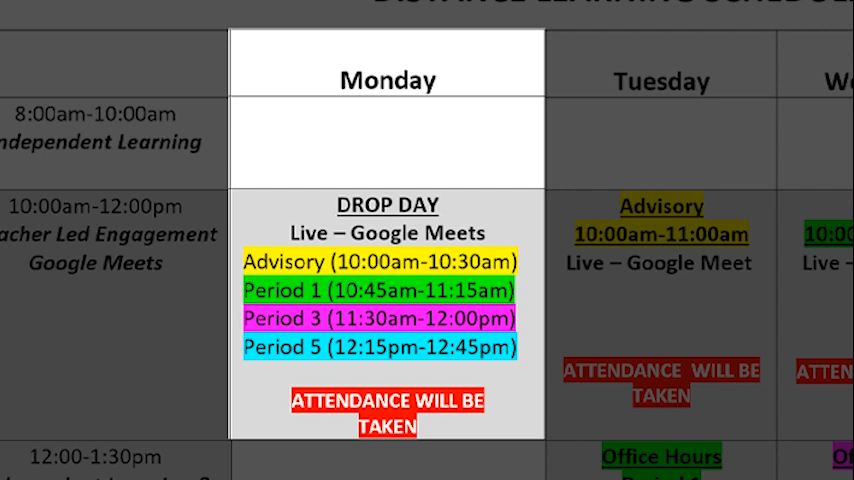 Monday
Tuesday
8:00am-10:00am
Independent Learning
10:00am-12:00pm
Teacher Led Engagement
Google Meets
DROP DAY
Live – Google Meets
Advisory (10:00am-10:30am)
Period 1 (10:45am-11:15am)
Period 3 (11:30am-12:00pm)
Period 5 (12:15pm-12:45pm)
ATTENDANCE WILL BE
TAKEN
Advisory
10:00am-11:00am
Live – Google Meet
ATTENDANCE WILL BE
TAKEN
Live –
12:00-1:30pm
Office Hours